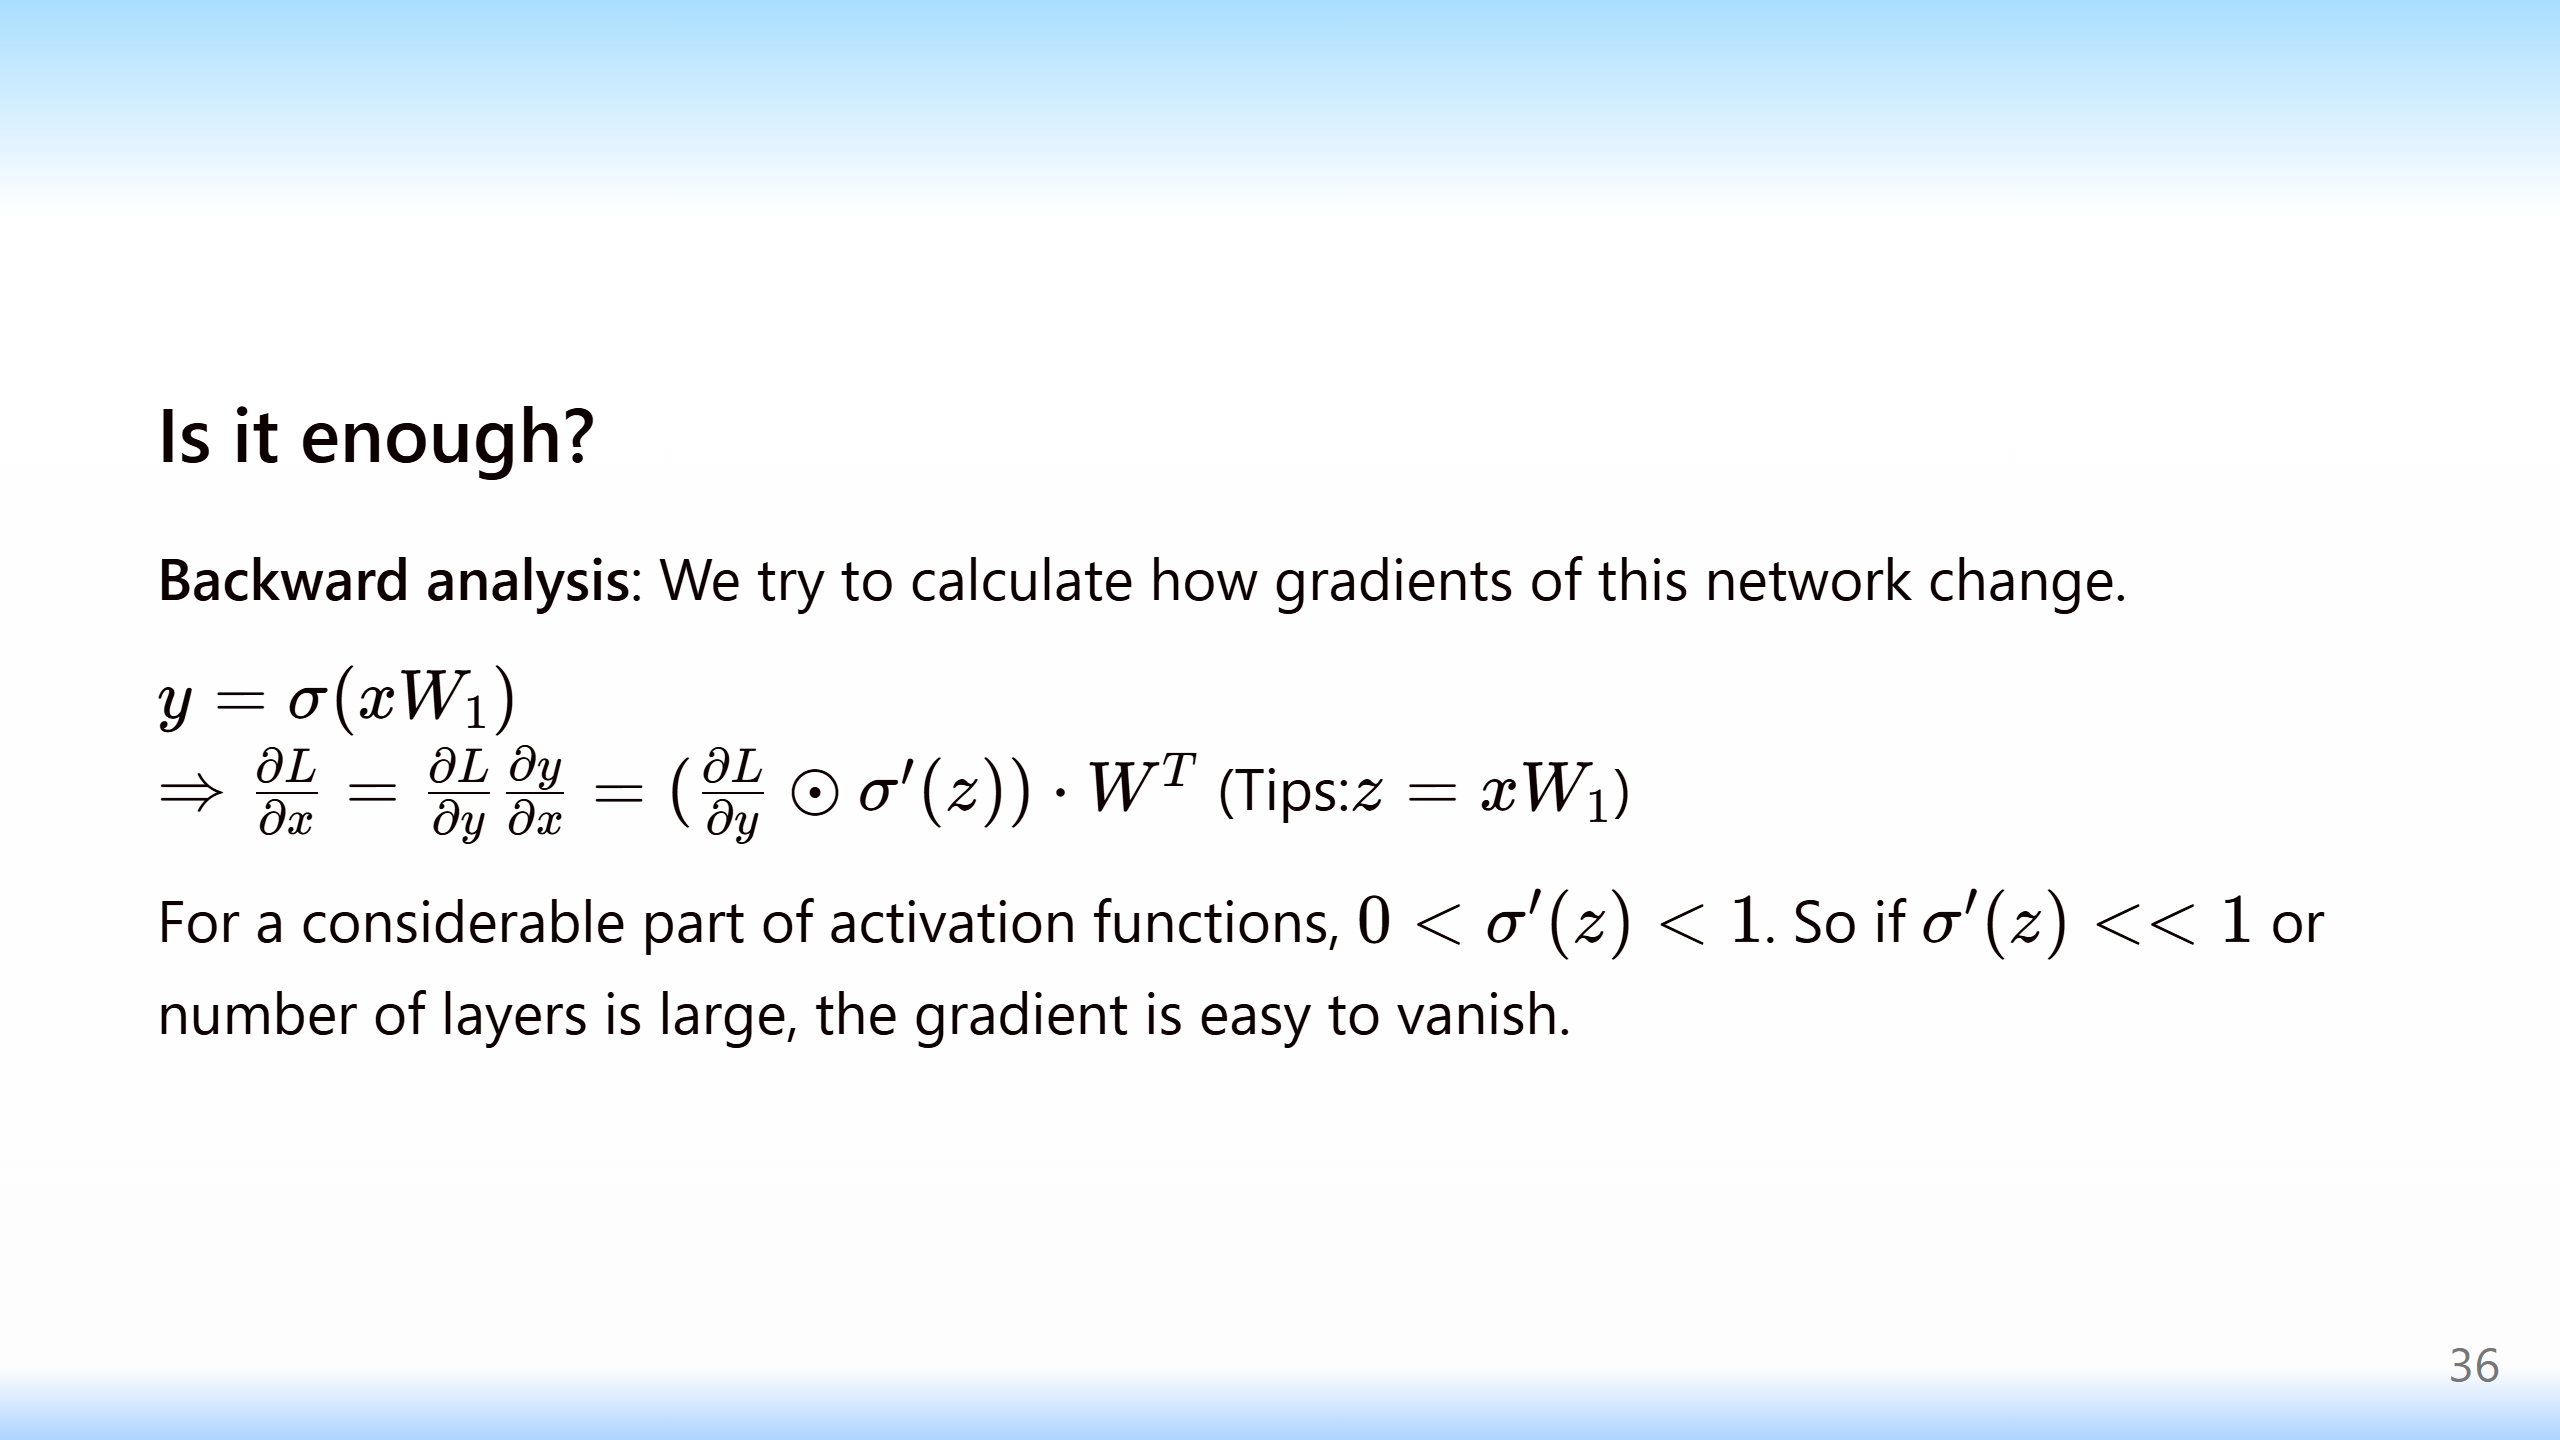 Is it enough?
Backward analysis: We try to calculate how gradients of this network change.
y = σ(xW₁)
⇒ ∂L/∂x = ∂L/∂y ∂y/∂x = (∂L/∂y ⊙ σ′(z)) · Wᵀ (Tips:z = xW₁)
For a considerable part of activation functions, 0 < σ′(z) < 1. So if σ′(z) << 1 or
number of layers is large, the gradient is easy to vanish.
36